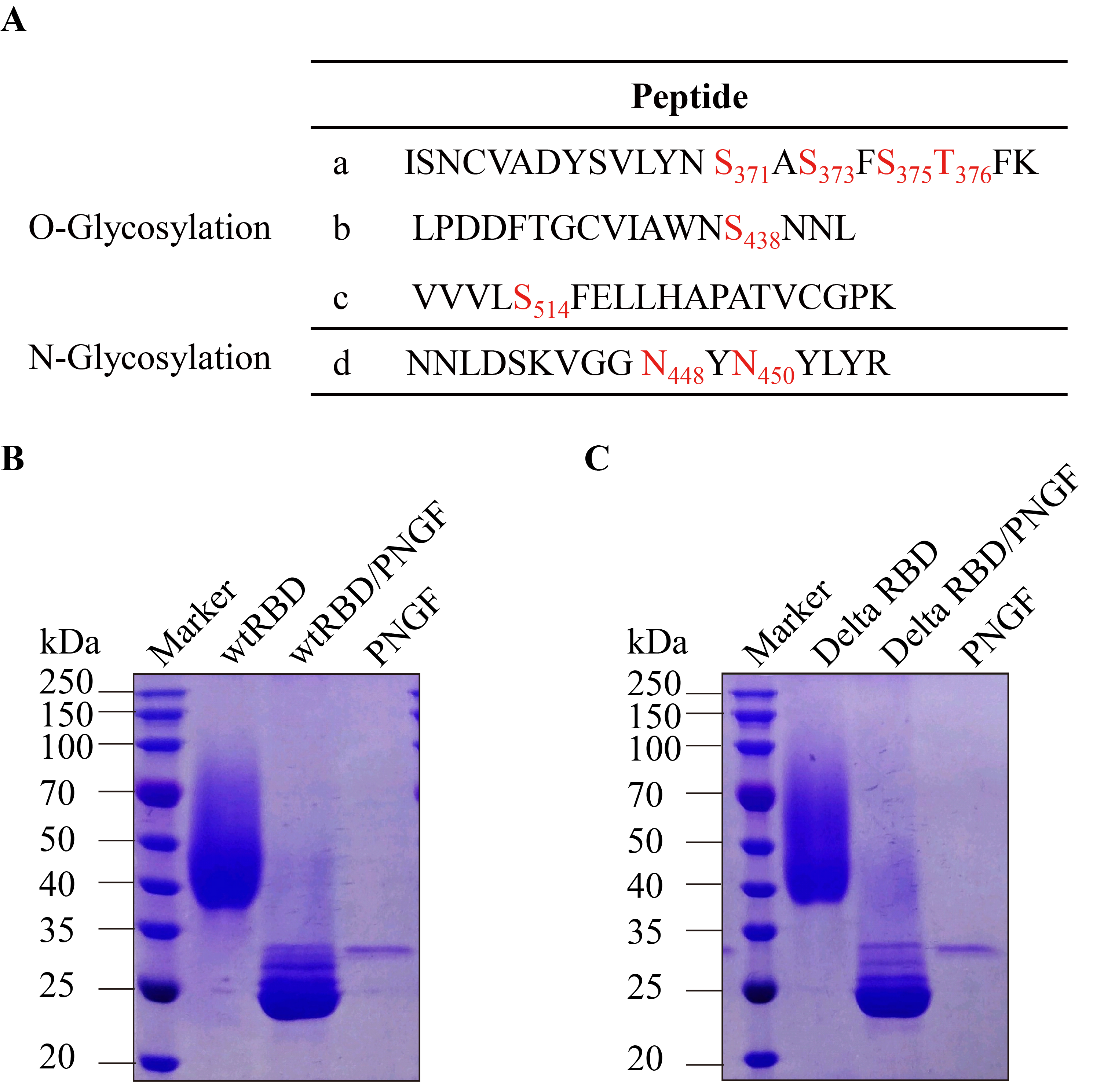 A
Peptide
a ISNCVADYSVLYN S371AS373FS375T376FK
O-Glycosylation b LPDDFTGCVIAWNS438NNL
c VVVLS514FELLHAPATVCGPK
N-Glycosylation d NNLDSKVGG N448YN450YLYR
B
kDa Marker wtRBD wtRBD/PNGF PNGF
250
150
100
70
50
40
35
25
20
C
kDa Marker Delta RBD Delta RBD/PNGF PNGF
250
150
100
70
50
40
35
25
20